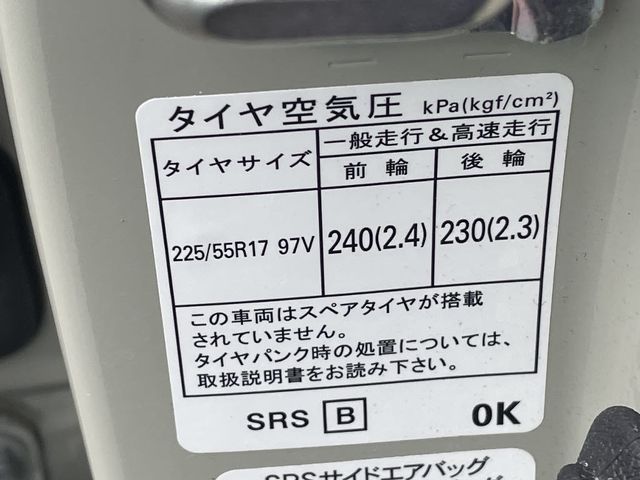 タイヤ空気圧 kPa(kgf/cm²)
タイヤサイズ 一般走行＆高速走行
前輪 後輪
225/55R17 97V 240(2.4) 230(2.3)
この車両はスペアタイヤが搭載
されていません。
タイヤパンク時の処置については、
取扱説明書をお読み下さい。
SRS B OK
SRSサイドエアバッグ